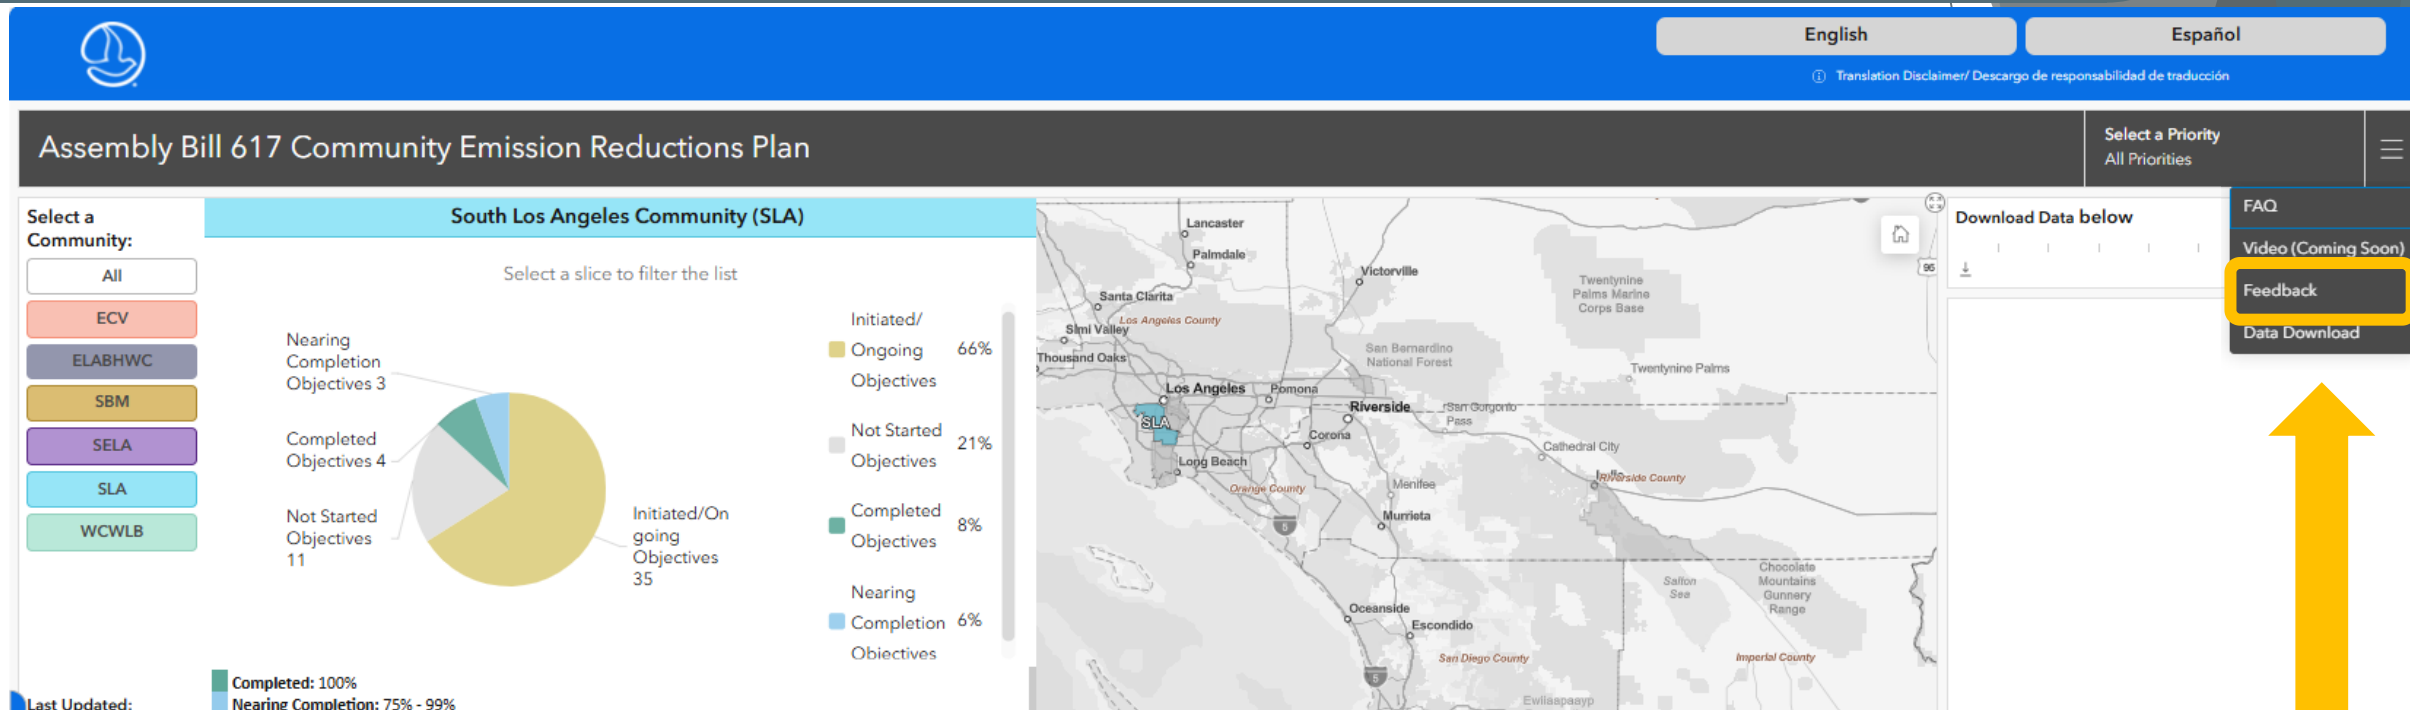 English
Español
Translation Disclaimer/ Descargo de responsabilidad de traducción
Assembly Bill 617 Community Emission Reductions Plan
Select a Priority
All Priorities
FAQ
Video (Coming Soon)
Feedback
Data Download
Select a
Community:
All
ECV
ELABHWC
SBM
SELA
SLA
WCWLB
Last Updated:
South Los Angeles Community (SLA)
Select a slice to filter the list
Nearing
Completion
Objectives 3
Completed
Objectives 4
Not Started
Objectives
11
Initiated/On
going
Objectives
35
Initiated/
Ongoing 66%
Objectives
Not Started
Objectives 21%
Completed
Objectives 8%
Nearing
Completion 6%
Objectives
Completed: 100%
Nearing Completion: 75% - 99%
Lancaster
Palmdale
Victorville
Santa Clarita
Los Angeles County
Simi Valley
Thousand Oaks
Twentynine
Palms Marine
Corps Base
San Bernardino
National Forest
Twentynine Palms
Los Angeles
Pomona
Riverside
San Gorgonio
Pass
SLA
Corona
Cathedral City
Long Beach
Orange County
Menifee
Indio
Riverside County
Murrieta
5
Chocolate
Mountains
Gunnery
Range
Salton
Sea
Oceanside
Escondido
San Diego County
Imperial County
5
Ewiiaapaayp
95
Download Data below